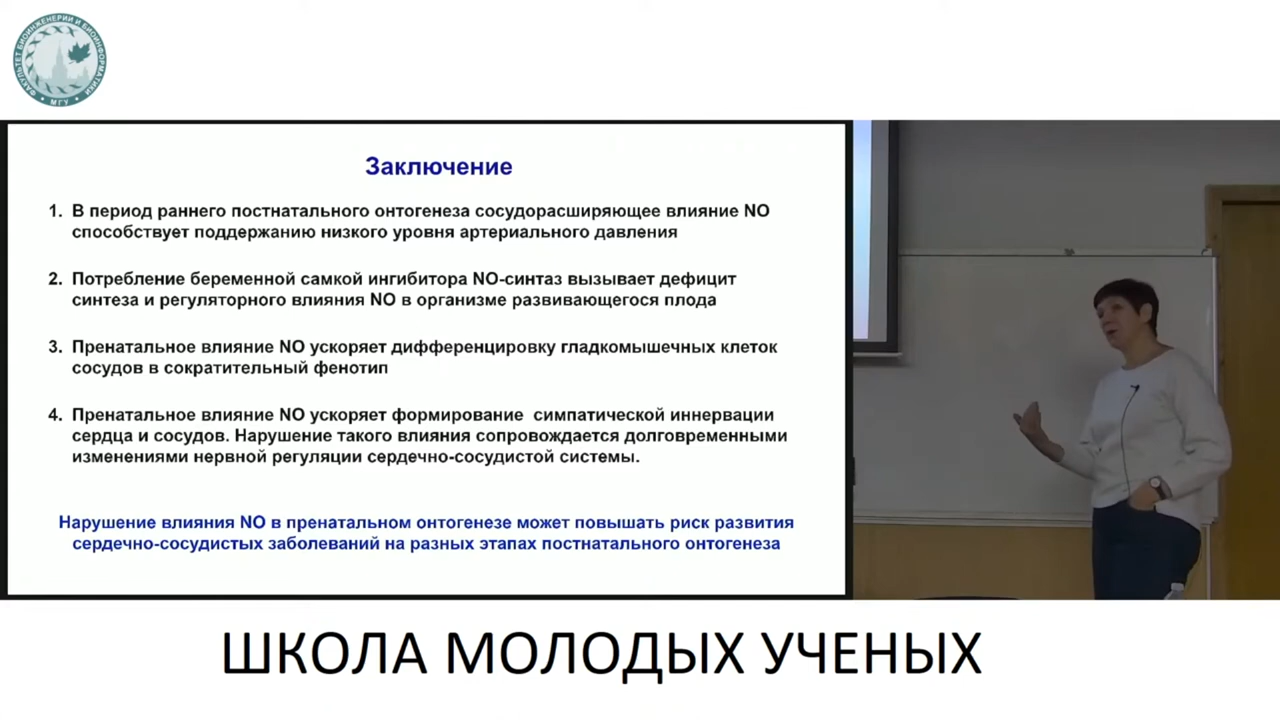 ФАКУЛЬТЕТ БИОИНЖЕНЕРИИ И БИОИНФОРМАТИКИ
МГУ
Заключение
1. В период раннего постнатального онтогенеза сосудорасширяющее влияние NO
способствует поддержанию низкого уровня артериального давления
2. Потребление беременной самкой ингибитора NO-синтаз вызывает дефицит
синтеза и регуляторного влияния NO в организме развивающегося плода
3. Пренатальное влияние NO ускоряет дифференцировку гладкомышечных клеток
сосудов в сократительный фенотип
4. Пренатальное влияние NO ускоряет формирование симпатической иннервации
сердца и сосудов. Нарушение такого влияния сопровождается долговременными
изменениями нервной регуляции сердечно-сосудистой системы.
Нарушение влияния NO в пренатальном онтогенезе может повышать риск развития
сердечно-сосудистых заболеваний на разных этапах постнатального онтогенеза
ШКОЛА МОЛОДЫХ УЧЕНЫХ